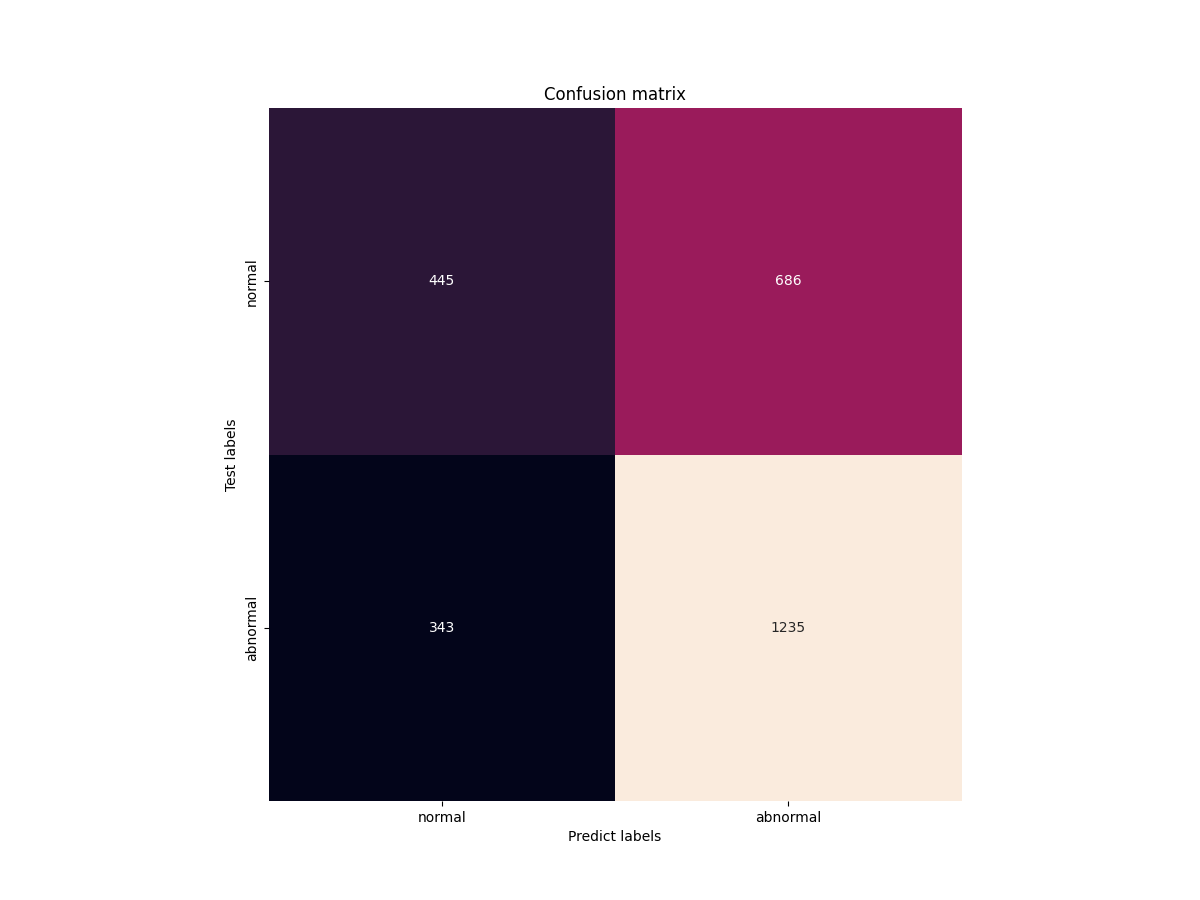 Confusion matrix
normal
445
686
Test labels
abnormal
343
1235
normal
abnormal
Predict labels